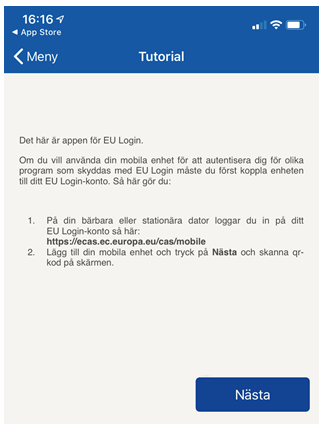 16:16
◀ App Store
Meny
Tutorial
Det här är appen för EU Login.
Om du vill använda din mobila enhet för att autentisera dig för olika
program som skyddas med EU Login måste du först koppla enheten
till ditt EU Login-konto. Så här gör du:
1. På din bärbara eller stationära dator loggar du in på ditt
EU Login-konto så här:
https://ecas.ec.europa.eu/cas/mobile
2. Lägg till din mobila enhet och tryck på Nästa och skanna qr-
kod på skärmen.
Nästa